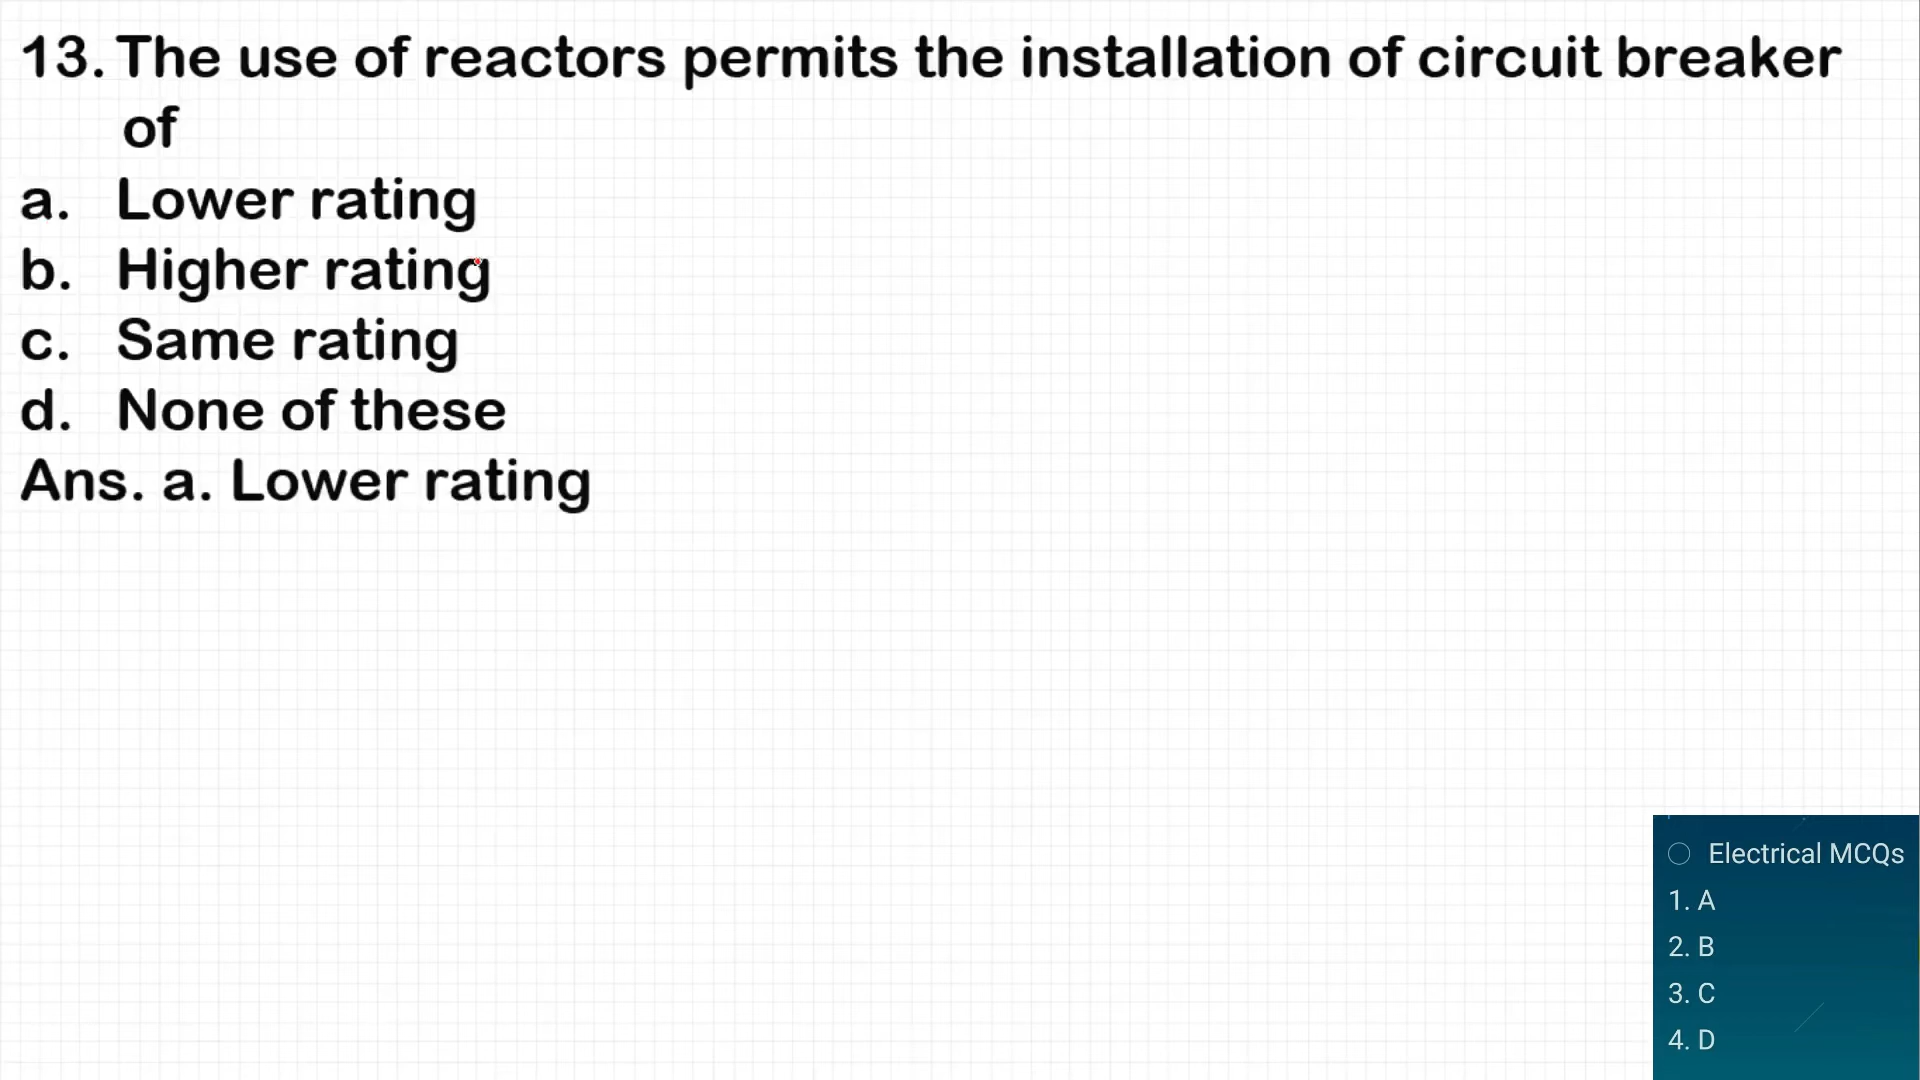 13. The use of reactors permits the installation of circuit breaker
of
a. Lower rating
b. Higher rating
c. Same rating
d. None of these
Ans. a. Lower rating
Electrical MCQs
1. A
2. B
3. C
4. D